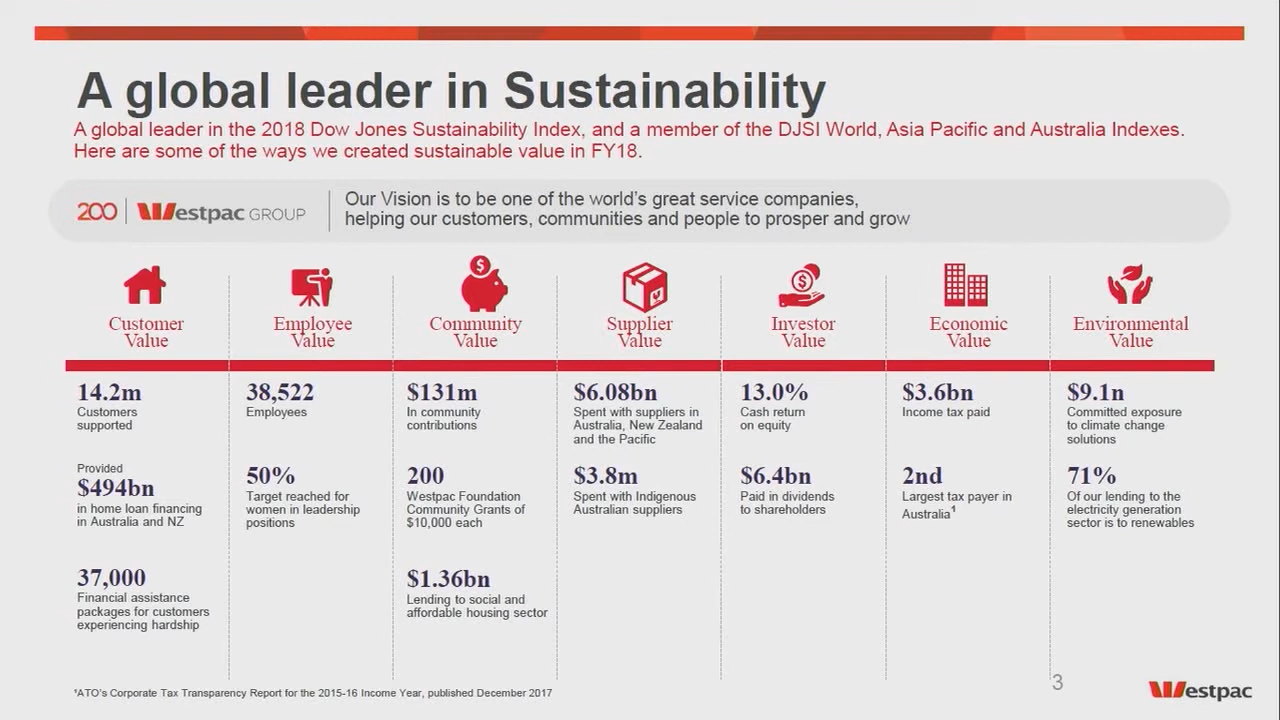 A global leader in Sustainability
A global leader in the 2018 Dow Jones Sustainability Index, and a member of the DJSI World, Asia Pacific and Australia Indexes.
Here are some of the ways we created sustainable value in FY18.
200 Westpac GROUP
Our Vision is to be one of the world's great service companies,
helping our customers, communities and people to prosper and grow
Customer
Value
14.2m
Customers
supported
Provided
$494bn
in home loan financing
in Australia and NZ
37,000
Financial assistance
packages for customers
experiencing hardship
Employee
Value
38,522
Employees
50%
Target reached for
women in leadership
positions
Community
Value
$131m
In community
contributions
200
Westpac Foundation
Community Grants of
$10,000 each
$1.36bn
Lending to social and
affordable housing sector
Supplier
Value
$6.08bn
Spent with suppliers in
Australia, New Zealand
and the Pacific
$3.8m
Spent with Indigenous
Australian suppliers
Investor
Value
13.0%
Cash return
on equity
$6.4bn
Paid in dividends
to shareholders
Economic
Value
$3.6bn
Income tax paid
2nd
Largest tax payer in
Australia¹
Environmental
Value
$9.1n
Committed exposure
to climate change
solutions
71%
Of our lending to the
electricity generation
sector is to renewables
¹ATO's Corporate Tax Transparency Report for the 2015-16 Income Year, published December 2017
3
Westpac